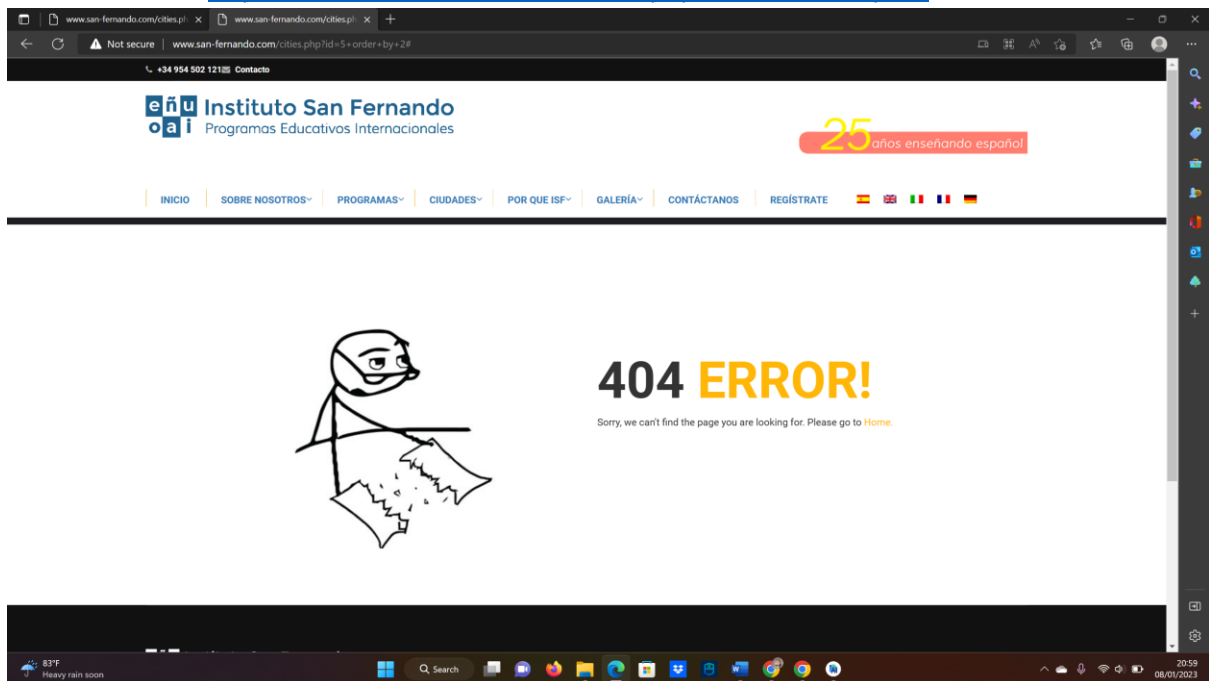 www.san-fernando.com/cities.ph
www.san-fernando.com/cities.ph
Not secure | www.san-fernando.com/cities.php?id=5+order+by+2#
+34 954 502 121 Contacto
eñu
oai
Instituto San Fernando
Programas Educativos Internacionales
25 años enseñando español
INICIO SOBRE NOSOTROS PROGRAMAS CIUDADES POR QUE ISF GALERÍA CONTÁCTANOS REGÍSTRATE
404 ERROR!
Sorry, we can't find the page you are looking for. Please go to Home.
83°F
Heavy rain soon
Search
20:59
08/01/2023